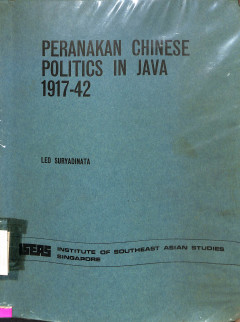 PERANAKAN CHINESE
POLITICS IN JAVA
1917-42
LEO SURYADINATA
ISEAS INSTITUTE OF SOUTHEAST ASIAN STUDIES
SINGAPORE